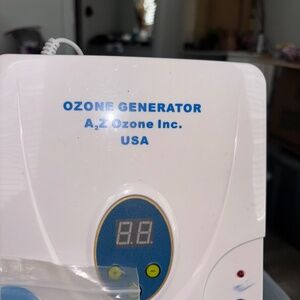 OZONE GENERATOR
A₂Z Ozone Inc.
USA
8.8.